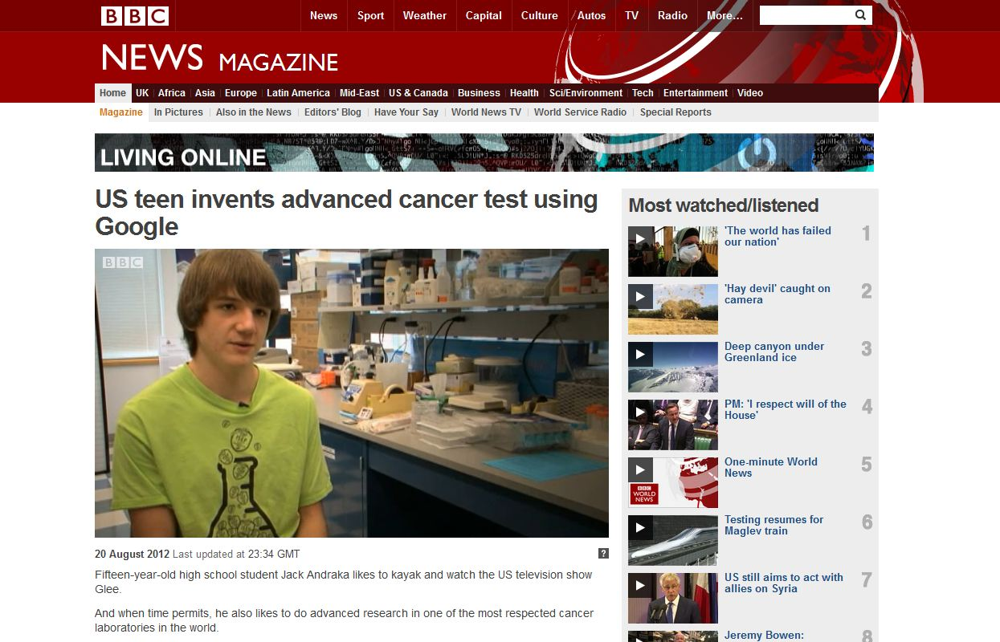 BBC
News Sport Weather Capital Culture Autos TV Radio More...
NEWS MAGAZINE
Home UK Africa Asia Europe Latin America Mid-East US & Canada Business Health Sci/Environment Tech Entertainment Video
Magazine In Pictures Also in the News Editors' Blog Have Your Say World News TV World Service Radio Special Reports
LIVING ONLINE
US teen invents advanced cancer test using
Google
BBC
20 August 2012 Last updated at 23:34 GMT
?
Fifteen-year-old high school student Jack Andraka likes to kayak and watch the US television show
Glee.
And when time permits, he also likes to do advanced research in one of the most respected cancer
laboratories in the world.
Most watched/listened
'The world has failed
our nation'
1
'Hay devil' caught on
camera
2
Deep canyon under
Greenland ice
3
PM: 'I respect will of the
House'
4
BBC
WORLD
NEWS
One-minute World
News
5
Testing resumes for
Maglev train
6
US still aims to act with
allies on Syria
7
Jeremy Bowen:
8